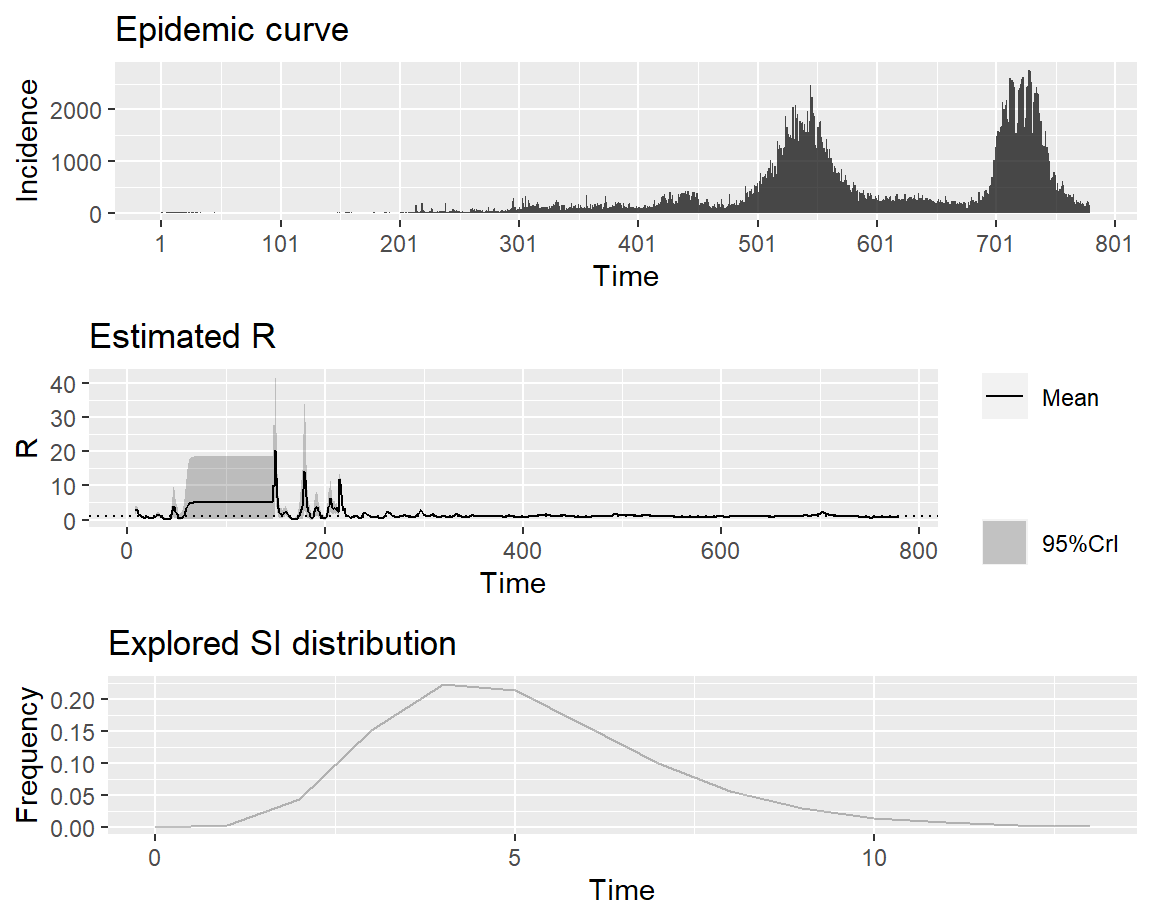 Epidemic curve
Incidence
2000
1000
0
1 101 201 301 401 501 601 701 801
Time
Estimated R
R
40
30
20
10
0
0 200 400 600 800
Time
Mean
95%CrI
Explored SI distribution
Frequency
0.20
0.15
0.10
0.05
0.00
0 5 10
Time